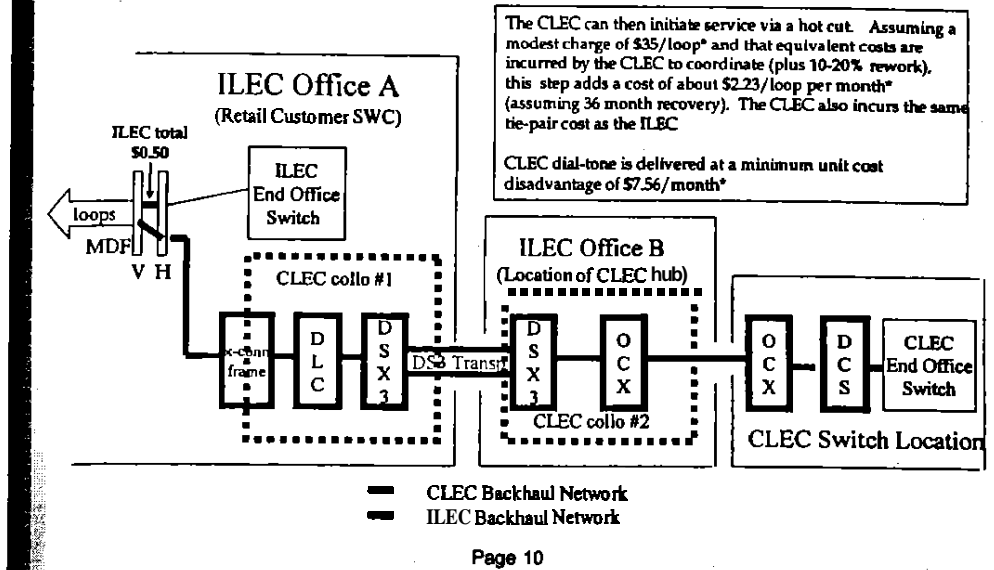 The CLEC can then initiate service via a hot cut. Assuming a
modest charge of $35/loop* and that equivalent costs are
incurred by the CLEC to coordinate (plus 10-20% rework),
this step adds a cost of about $2.23/loop per month*
(assuming 36 month recovery). The CLEC also incurs the same
tie-pair cost as the ILEC
CLEC dial-tone is delivered at a minimum unit cost
disadvantage of $7.56/month*
ILEC Office A
(Retail Customer SWC)
ILEC total
$0.50
ILEC
End Office
Switch
loops
MDF
V H
CLEC collo #1
x-conn
frame
D
L
C
D
S
X
3
DS3 Transp
ILEC Office B
(Location of CLEC hub)
D
S
X
3
O
C
X
CLEC collo #2
O
C
X
D
C
S
CLEC
End Office
Switch
CLEC Switch Location
CLEC Backhaul Network
ILEC Backhaul Network
Page 10